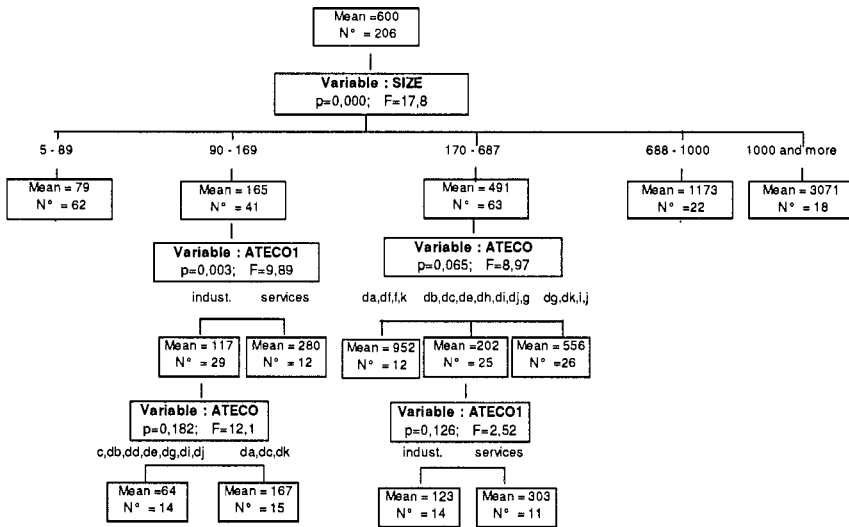 Mean =600
N° = 206
Variable : SIZE
p=0,000; F=17,8
5 - 89 90 - 169 170 - 687 688 - 1000 1000 and more
Mean = 79 Mean = 165 Mean = 491 Mean = 1173 Mean = 3071
N° = 62 N° = 41 N° = 63 N° =22 N° = 18
Variable : ATECO1 Variable : ATECO
p=0,003; F=9,89 p=0,065; F=8,97
indust. services da,df,f,k db,dc,de,dh,di,dj,g dg,dk,i,j
Mean = 117 Mean = 280 Mean = 952 Mean =202 Mean = 556
N° = 29 N° = 12 N° = 12 N° = 25 N° =26
Variable : ATECO Variable : ATECO1
p=0,182; F=12,1 p=0,126; F=2,52
c,db,dd,de,dg,di,dj da,dc,dk indust. services
Mean =64 Mean = 167 Mean = 123 Mean = 303
N° = 14 N° = 15 N° = 14 N° = 11